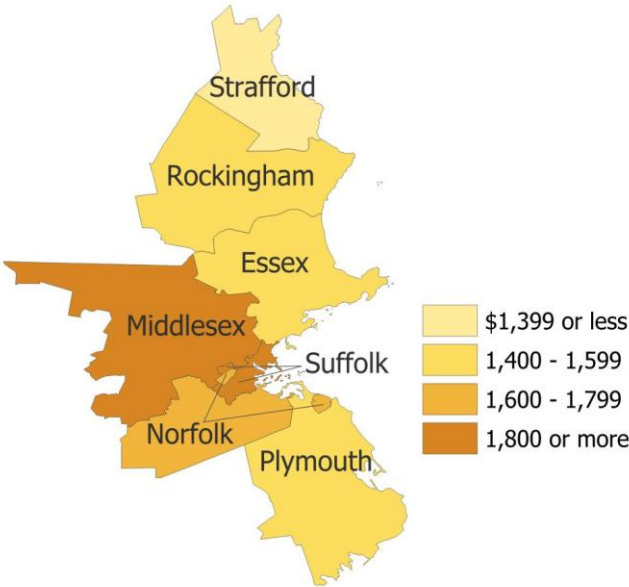 Strafford
Rockingham
Essex
Middlesex
Suffolk
Norfolk
Plymouth
$1,399 or less
1,400 - 1,599
1,600 - 1,799
1,800 or more